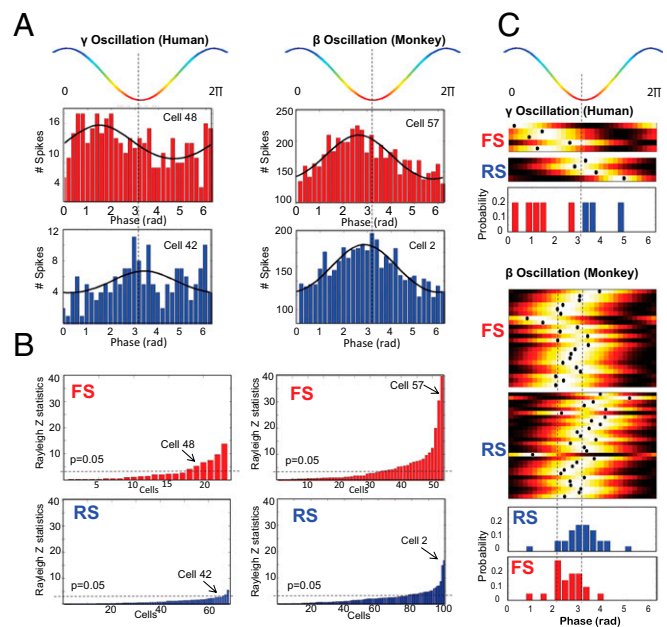 A
γ Oscillation (Human)
β Oscillation (Monkey)
0 2Π
0 2Π
# Spikes
16
12
8
4
Cell 48
0 1 2 3 4 5 6
Phase (rad)
# Spikes
250
200
150
100
Cell 57
0 1 2 3 4 5 6
Phase (rad)
# Spikes
12
8
4
0
Cell 42
0 1 2 3 4 5 6
Phase (rad)
# Spikes
200
150
100
Cell 2
0 1 2 3 4 5 6
Phase (rad)
B
Rayleigh Z statistics
40
30
20
10
FS
Cell 48
p=0.05
5 10 15 20
Cells
Rayleigh Z statistics
40
30
20
10
FS
Cell 57
p=0.05
10 20 30 40 50
Cells
Rayleigh Z statistics
40
30
20
10
RS
Cell 42
p=0.05
20 40 60
Cells
Rayleigh Z statistics
40
30
20
10
RS
Cell 2
p=0.05
20 40 60 80 100
Cells
C
0 2Π
γ Oscillation (Human)
FS
RS
Probability
0.2
0
0 1 2 3 4 5 6
β Oscillation (Monkey)
FS
RS
RS
Probability
0.2
0.1
0
FS
0.2
0.1
0
0 1 2 3 4 5 6
Phase (rad)